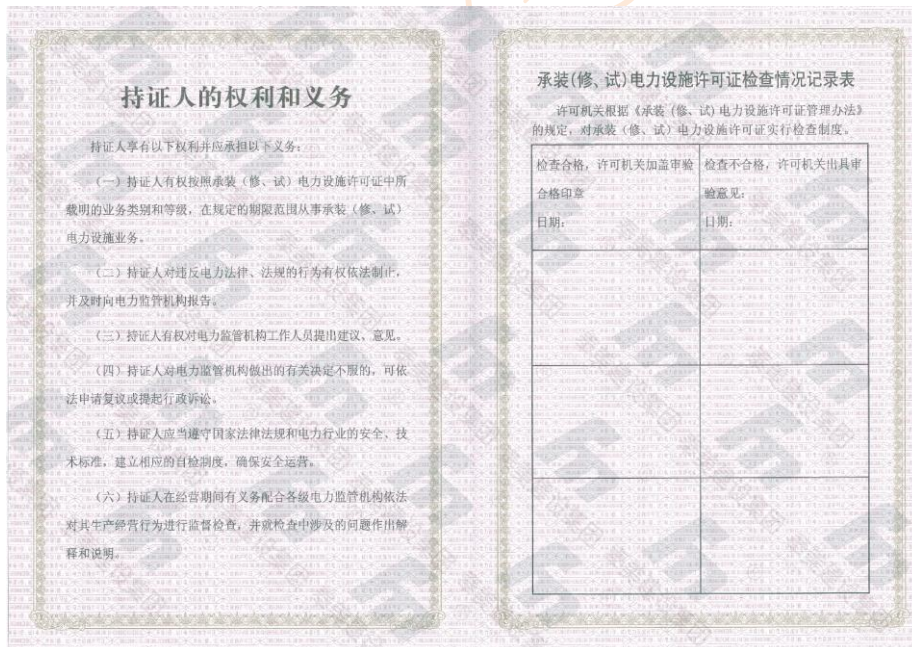 持证人的权利和义务
持证人享有以下权利并应承担以下义务:
(一)持证人有权按照承装(修、试)电力设施许可证中所
载明的业务类别和等级,在规定的期限范围从事承装(修、试)
电力设施业务。
(二)持证人对违反电力法律、法规的行为有权依法制止,
并及时向电力监管机构报告。
(三)持证人有权对电力监管机构工作人员提出建议、意见。
(四)持证人对电力监管机构做出的有关决定不服的,可依
法申请复议或提起行政诉讼。
(五)持证人应当遵守国家法律法规和电力行业的安全、技
术标准,建立相应的自检制度,确保安全运营。
(六)持证人在经营期间有义务配合各级电力监管机构依法
对其生产经营行为进行监督检查,并就检查中涉及的问题作出解
释和说明。
承装(修、试)电力设施许可证检查情况记录表
许可机关根据《承装(修、试)电力设施许可证管理办法》
的规定,对承装(修、试)电力设施许可证实行检查制度。
检查合格,许可机关加盖审验
合格印章
日期:
检查不合格,许可机关出具审
验意见:
日期: